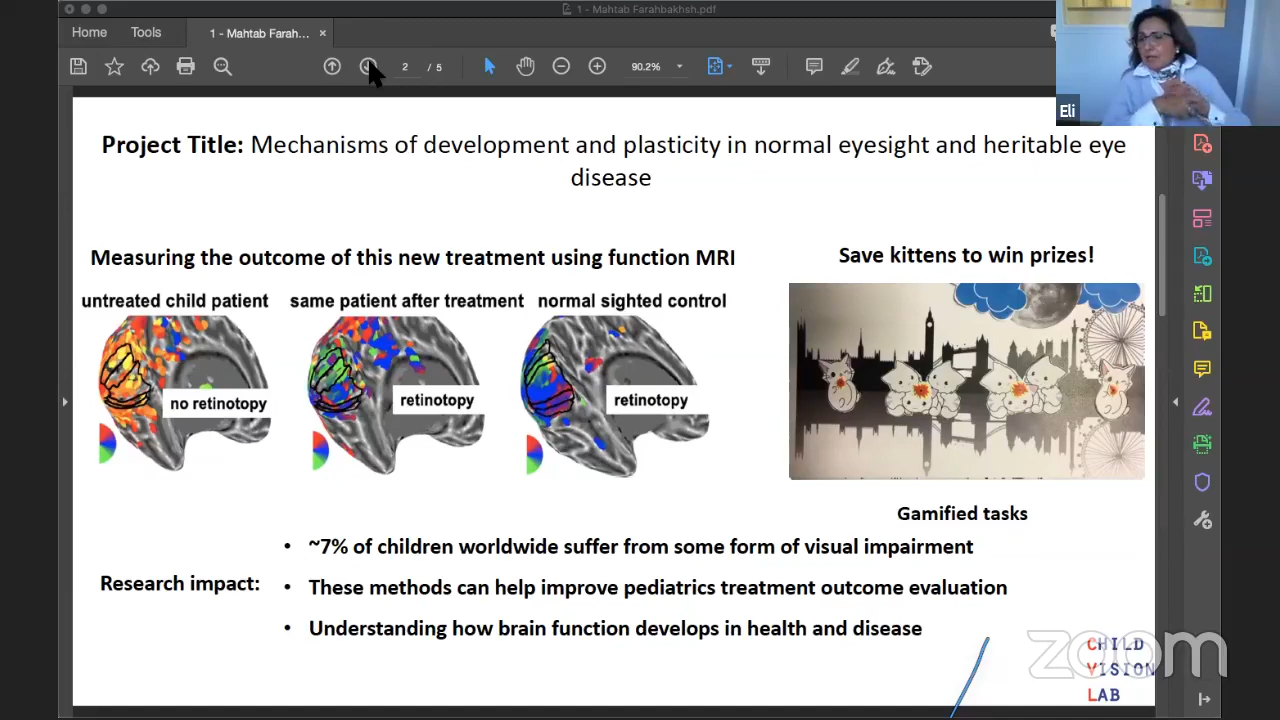 1 - Mahtab Farahbakhsh.pdf
Home
Tools
1 - Mahtab Farah...
×
2
/ 5
90.2%
Eli
Project Title: Mechanisms of development and plasticity in normal eyesight and heritable eye
disease
Measuring the outcome of this new treatment using function MRI
Save kittens to win prizes!
untreated child patient
same patient after treatment
normal sighted control
no retinotopy
retinotopy
retinotopy
Gamified tasks
Research impact:
• ~7% of children worldwide suffer from some form of visual impairment
• These methods can help improve pediatrics treatment outcome evaluation
• Understanding how brain function develops in health and disease
CHILD
VISION
LAB
zoom